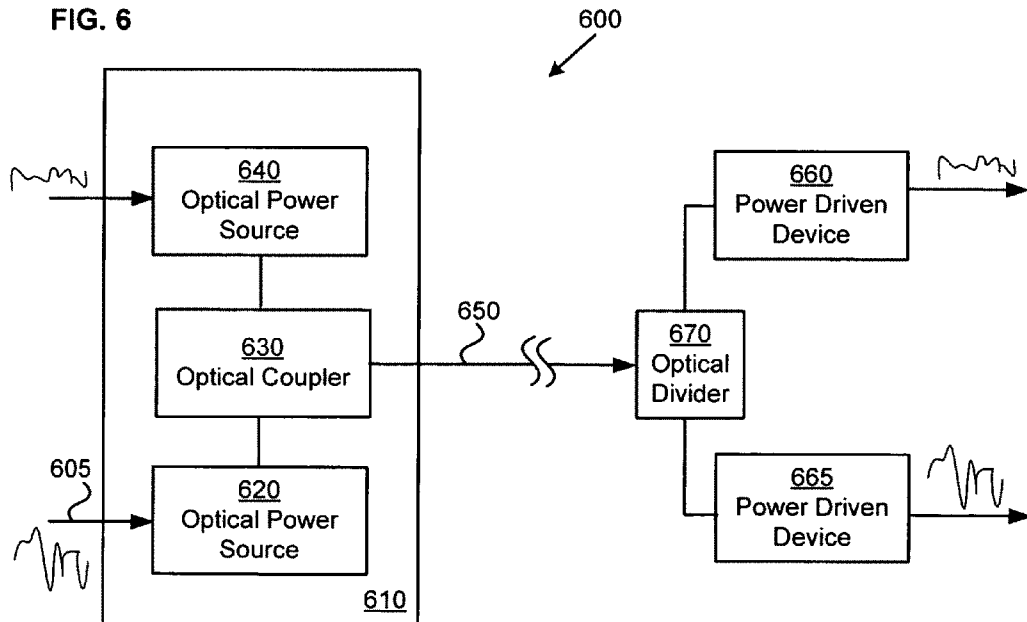 FIG. 6
600
640
Optical Power
Source
660
Power Driven
Device
650
630
Optical Coupler
670
Optical
Divider
605
620
Optical Power
Source
665
Power Driven
Device
610